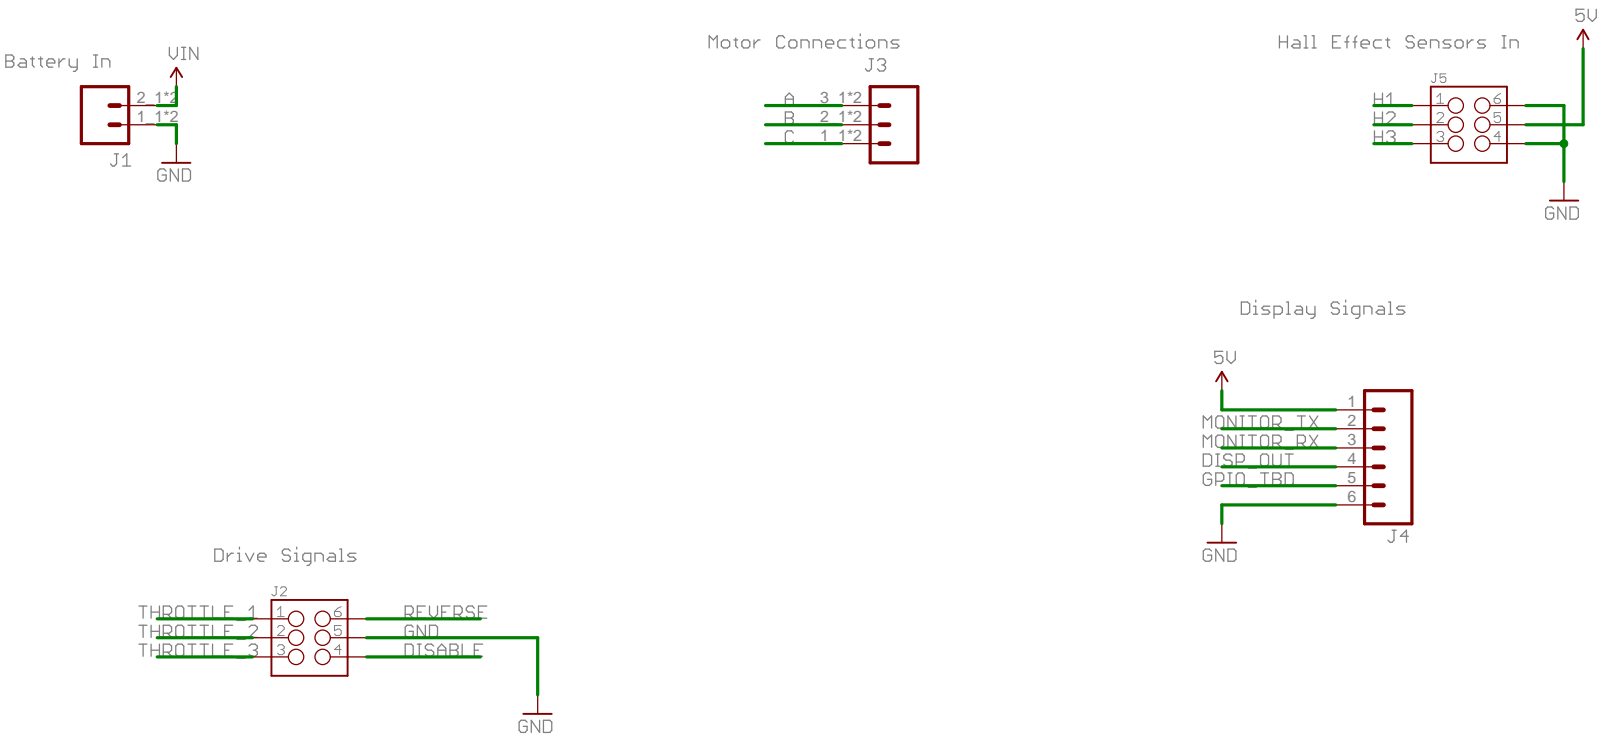 Battery In
VIN
2 1*2
1 1*2
J1
GND
Motor Connections
J3
A 3 1*2
B 2 1*2
C 1 1*2
Hall Effect Sensors In
5V
J5
H1 1 6
H2 2 5
H3 3 4
GND
Display Signals
5V
1
MONITOR_TX 2
MONITOR_RX 3
DISP_OUT 4
GPIO_TBD 5
6
GND
J4
Drive Signals
J2
THROTTLE_1 1 6 REVERSE
THROTTLE_2 2 5 GND
THROTTLE_3 3 4 DISABLE
GND